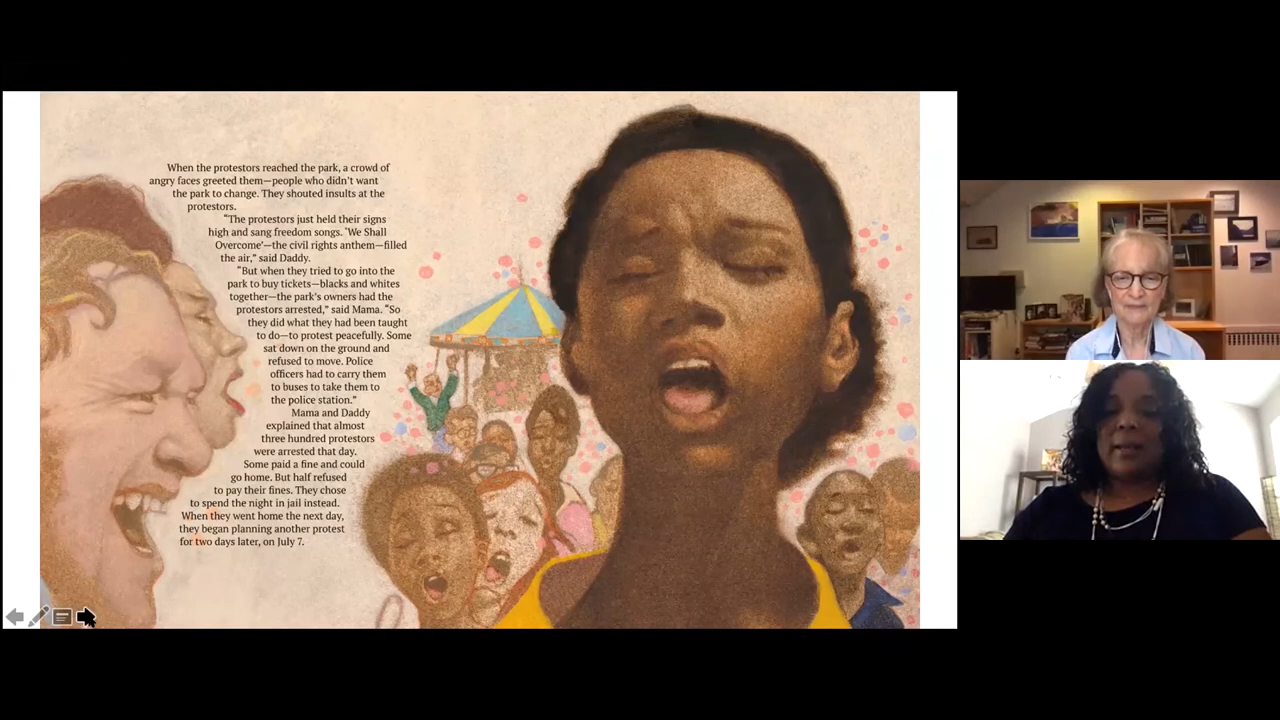 When the protestors reached the park, a crowd of
angry faces greeted them—people who didn't want
the park to change. They shouted insults at the
protestors.
"The protestors just held their signs
high and sang freedom songs. 'We Shall
Overcome'—the civil rights anthem—filled
the air," said Daddy.
"But when they tried to go into the
park to buy tickets—blacks and whites
together—the park's owners had the
protestors arrested," said Mama. "So
they did what they had been taught
to do—to protest peacefully. Some
sat down on the ground and
refused to move. Police
officers had to carry them
to buses to take them to
the police station."
Mama and Daddy
explained that almost
three hundred protestors
were arrested that day.
Some paid a fine and could
go home. But half refused
to pay their fines. They chose
to spend the night in jail instead.
When they went home the next day,
they began planning another protest
for two days later, on July 7.